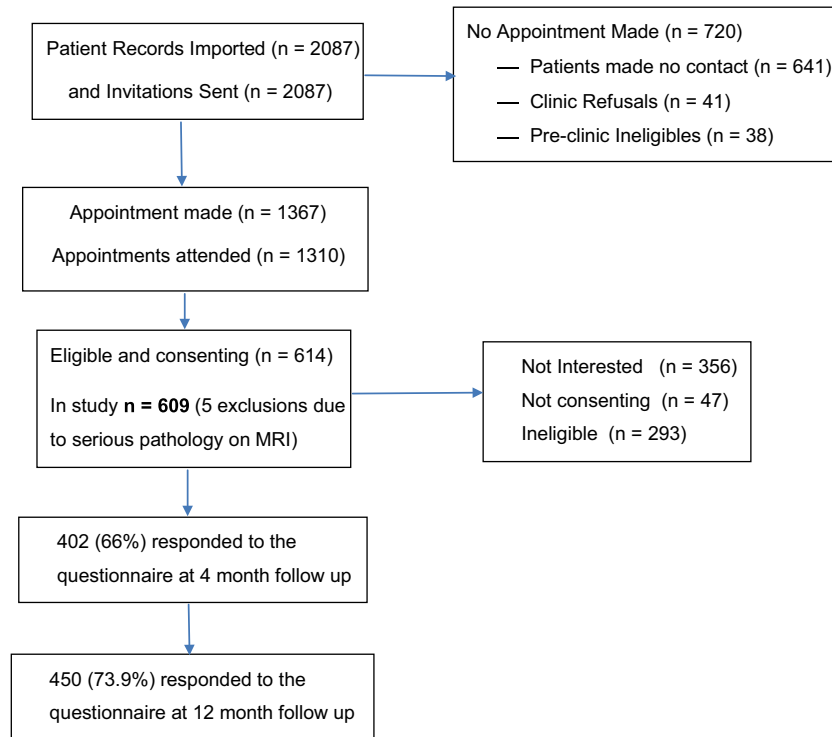 Patient Records Imported (n = 2087)
and Invitations Sent (n = 2087)
No Appointment Made (n = 720)
— Patients made no contact (n = 641)
— Clinic Refusals (n = 41)
— Pre-clinic Ineligibles (n = 38)
Appointment made (n = 1367)
Appointments attended (n = 1310)
Eligible and consenting (n = 614)
In study n = 609 (5 exclusions due
to serious pathology on MRI)
Not Interested (n = 356)
Not consenting (n = 47)
Ineligible (n = 293)
402 (66%) responded to the
questionnaire at 4 month follow up
450 (73.9%) responded to the
questionnaire at 12 month follow up